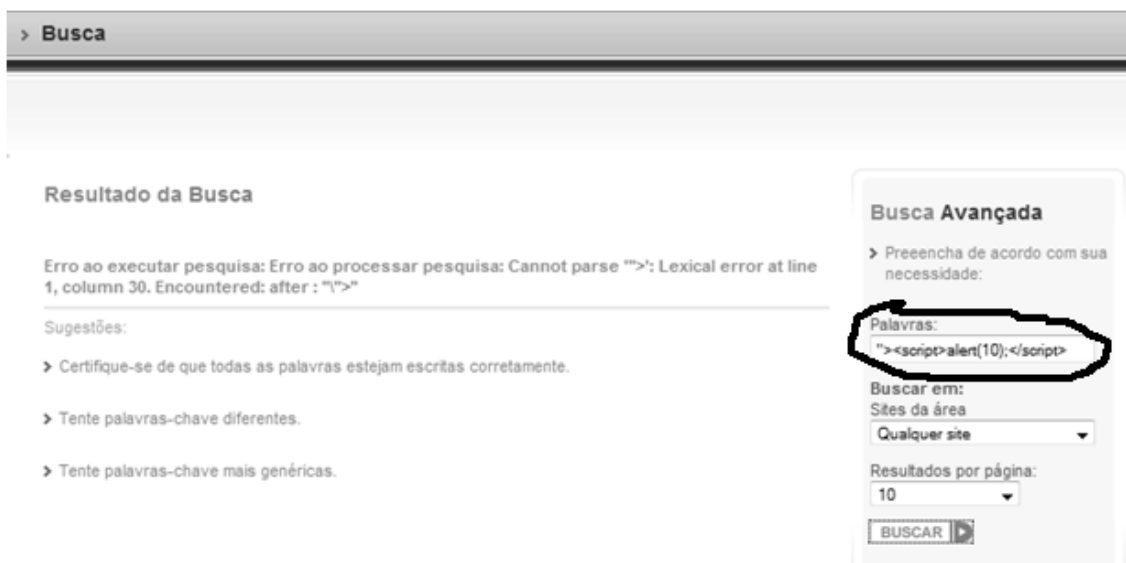 Busca
Resultado da Busca
Erro ao executar pesquisa: Erro ao processar pesquisa: Cannot parse '">': Lexical error at line
1, column 30. Encountered: after : "\">"
Sugestões:
Certifique-se de que todas as palavras estejam escritas corretamente.
Tente palavras-chave diferentes.
Tente palavras-chave mais genéricas.
Busca Avançada
Preeencha de acordo com sua
necessidade:
Palavras:
"><script>alert(10);</script>
Buscar em:
Sites da área
Qualquer site
Resultados por página:
10
BUSCAR